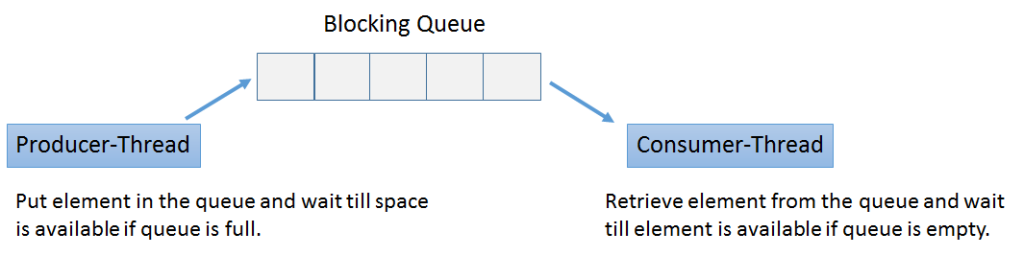 Blocking Queue
Producer-Thread
Consumer-Thread
Put element in the queue and wait till space
is available if queue is full.
Retrieve element from the queue and wait
till element is available if queue is empty.